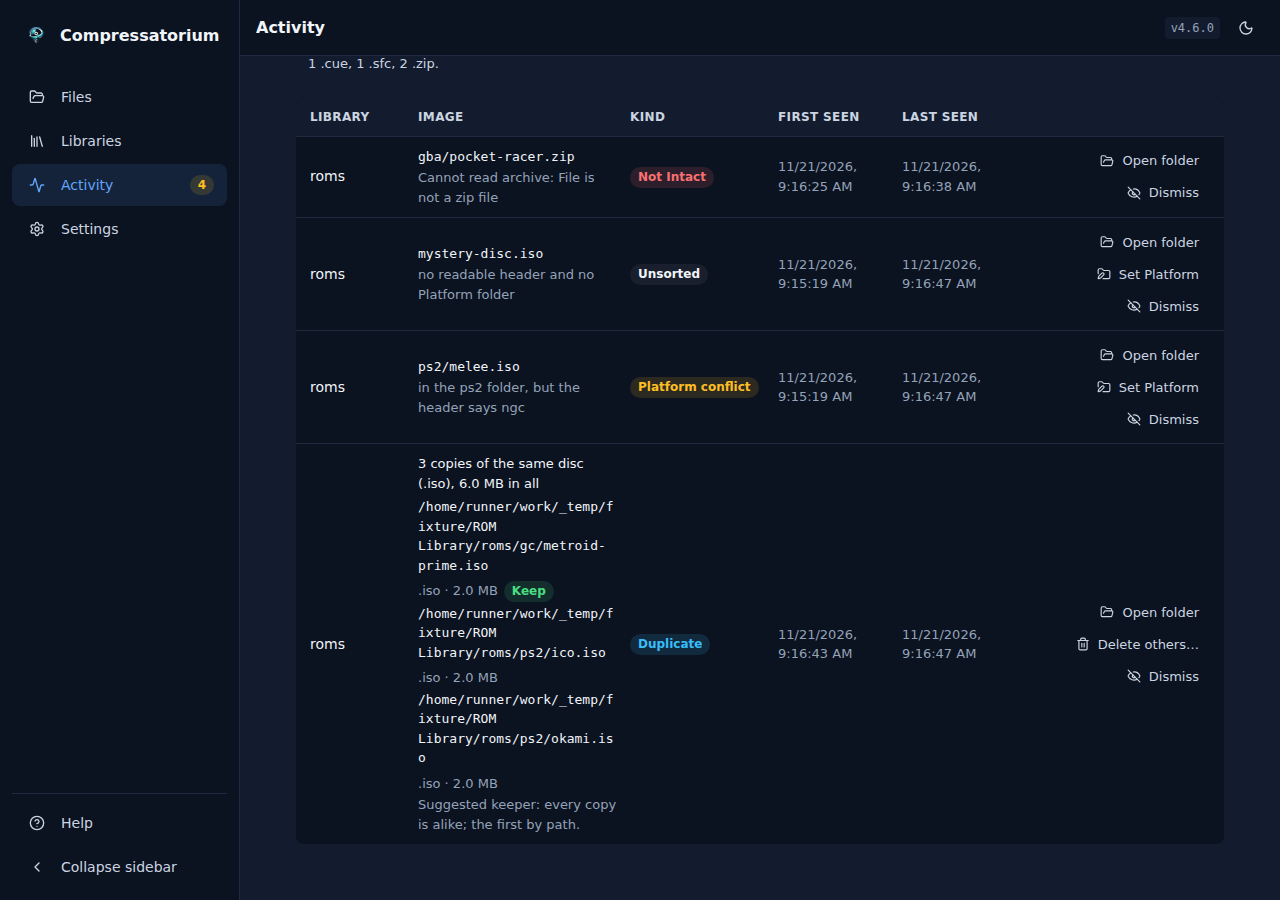 Compressatorium
Activity
v4.6.0
Files
Libraries
Activity
4
Settings
Help
Collapse sidebar
1 .cue, 1 .sfc, 2 .zip.
LIBRARY
IMAGE
KIND
FIRST SEEN
LAST SEEN
roms
gba/pocket-racer.zip
Cannot read archive: File is
not a zip file
Not Intact
11/21/2026,
9:16:25 AM
11/21/2026,
9:16:38 AM
Open folder
Dismiss
roms
mystery-disc.iso
no readable header and no
Platform folder
Unsorted
11/21/2026,
9:15:19 AM
11/21/2026,
9:16:47 AM
Open folder
Set Platform
Dismiss
roms
ps2/melee.iso
in the ps2 folder, but the
header says ngc
Platform conflict
11/21/2026,
9:15:19 AM
11/21/2026,
9:16:47 AM
Open folder
Set Platform
Dismiss
roms
3 copies of the same disc
(.iso), 6.0 MB in all
/home/runner/work/_temp/f
ixture/ROM
Library/roms/gc/metroid-
prime.iso
.iso · 2.0 MB Keep
/home/runner/work/_temp/f
ixture/ROM
Library/roms/ps2/ico.iso
.iso · 2.0 MB
/home/runner/work/_temp/f
ixture/ROM
Library/roms/ps2/okami.is
o
.iso · 2.0 MB
Suggested keeper: every copy
is alike; the first by path.
Duplicate
11/21/2026,
9:16:43 AM
11/21/2026,
9:16:47 AM
Open folder
Delete others…
Dismiss